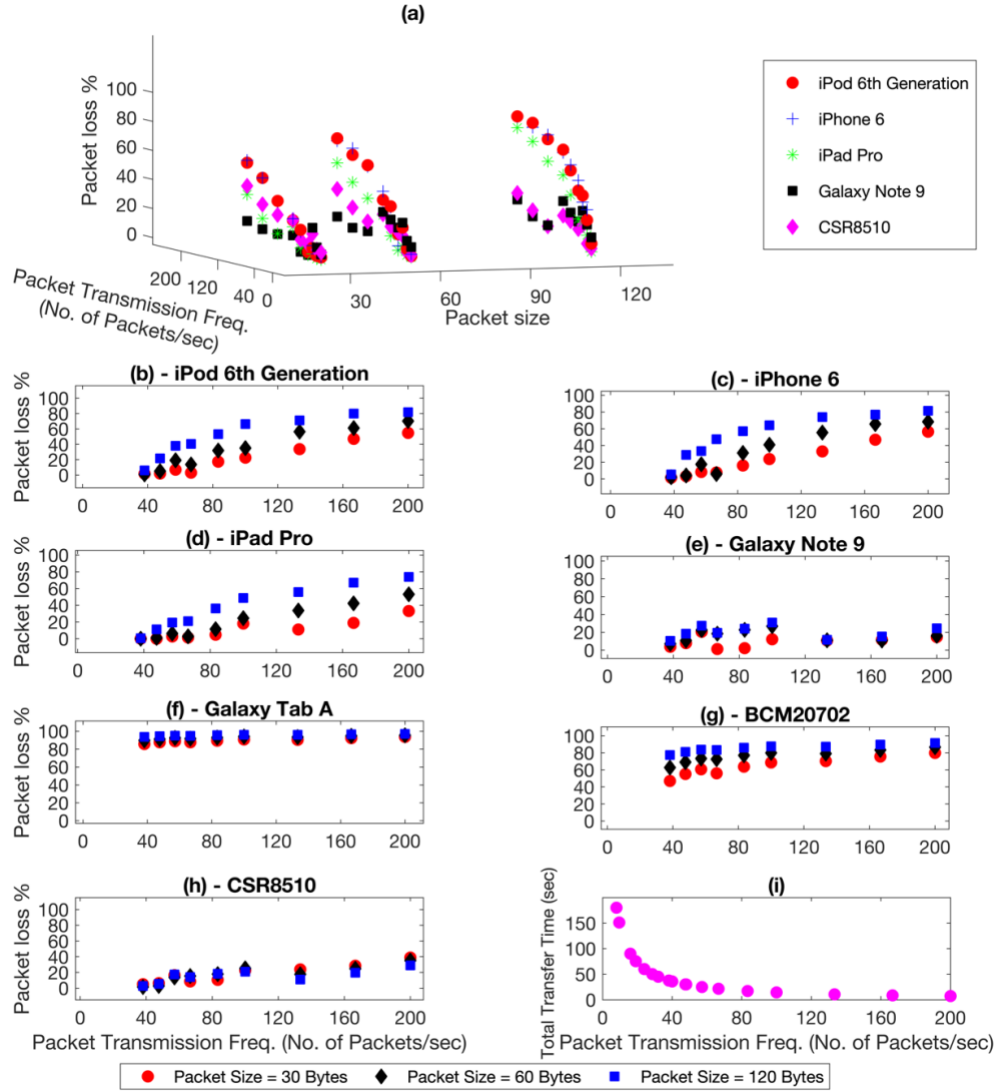 (a)
Packet loss %
100
80
60
40
20
0
200
120
40
0
30
60
90
120
Packet Transmission Freq.
(No. of Packets/sec)
Packet size
iPod 6th Generation
iPhone 6
iPad Pro
Galaxy Note 9
CSR8510
(b) - iPod 6th Generation
Packet loss %
100
80
60
40
20
0
0 40 80 120 160 200
(c) - iPhone 6
100
80
60
40
20
0
0 40 80 120 160 200
(d) - iPad Pro
Packet loss %
100
80
60
40
20
0
0 40 80 120 160 200
(e) - Galaxy Note 9
100
80
60
40
20
0
0 40 80 120 160 200
(f) - Galaxy Tab A
Packet loss %
100
80
60
40
20
0
0 40 80 120 160 200
(g) - BCM20702
100
80
60
40
20
0
0 40 80 120 160 200
(h) - CSR8510
Packet loss %
100
80
60
40
20
0
0 40 80 120 160 200
Packet Transmission Freq. (No. of Packets/sec)
(i)
Total Transfer Time (sec)
150
100
50
0
0 40 80 120 160 200
Packet Transmission Freq. (No. of Packets/sec)
Packet Size = 30 Bytes Packet Size = 60 Bytes Packet Size = 120 Bytes